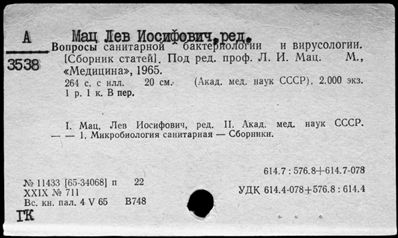 А Мац Лев Иосифович, ред.
Вопросы санитарной бактериологии и вирусологии.
3538 [Сборник статей]. Под ред. проф. Л. И. Мац. М.,
«Медицина», 1965.
264 с. с илл. 20 см. (Акад. мед. наук СССР). 2.000 экз.
1 р. 1 к. В пер.
I. Мац, Лев Иосифович, ред. II. Акад. мед. наук СССР.
— — 1. Микробиология санитарная — Сборники.
614.7 : 576.8+614.7-078
№ 11433 [65-34068] п 22
XXIX № 711
УДК 614.4-078+576.8 : 614.4
Вс. кн. пал. 4 V 65 В748
ГК